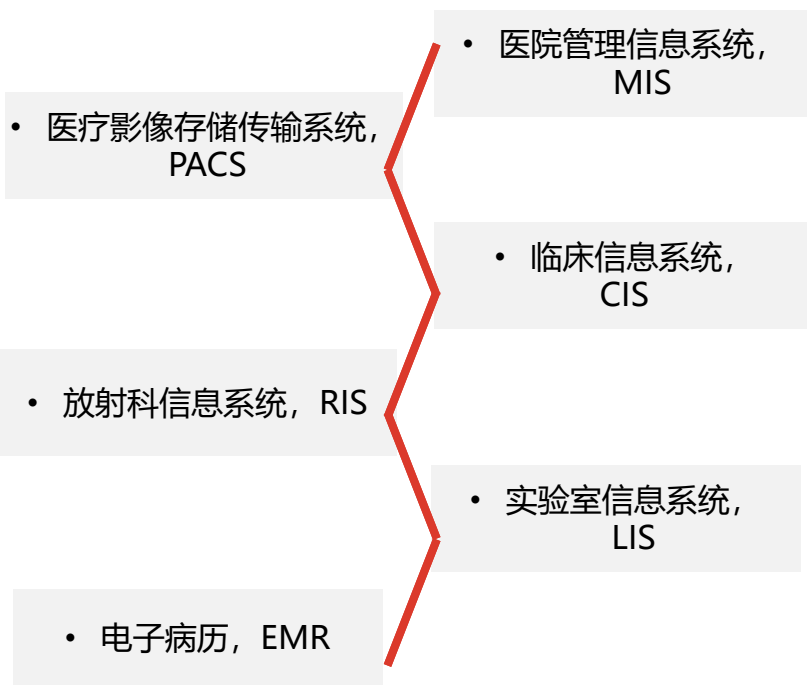 • 医院管理信息系统，
MIS
• 医疗影像存储传输系统，
PACS
• 临床信息系统，
CIS
• 放射科信息系统，RIS
• 实验室信息系统，
LIS
• 电子病历，EMR